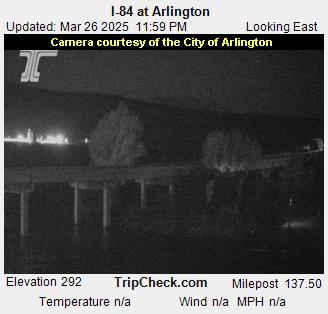 I-84 at Arlington
Updated: Mar 26 2025 11:59 PM Looking East
Camera courtesy of the City of Arlington
Elevation 292 TripCheck.com Milepost 137.50
Temperature n/a Wind n/a MPH n/a